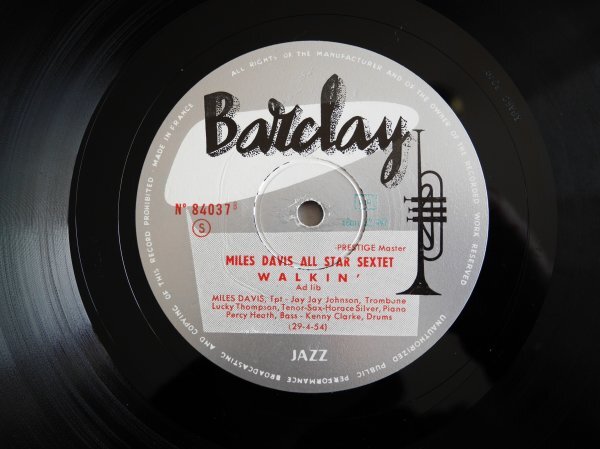 ALL RIGHTS OF THE MANUFACTURER AND OF THE OWNER OF THE RECORDED WORK RESERVED
Barclay
Nº 84037 B
S
PRESTIGE Master
MILES DAVIS ALL STAR SEXTET
WALKIN'
Ad lib
MILES DAVIS, Tpt - Jay Jay Johnson, Trombone
Lucky Thompson, Tenor-Sax-Horace Silver, Piano
Percy Heath, Bass - Kenny Clarke, Drums
(29-4-54)
JAZZ
UNAUTHORIZED PUBLIC PERFORMANCE BROADCASTING AND COPYING OF THIS RECORD PROHIBITED · MADE IN FRANCE